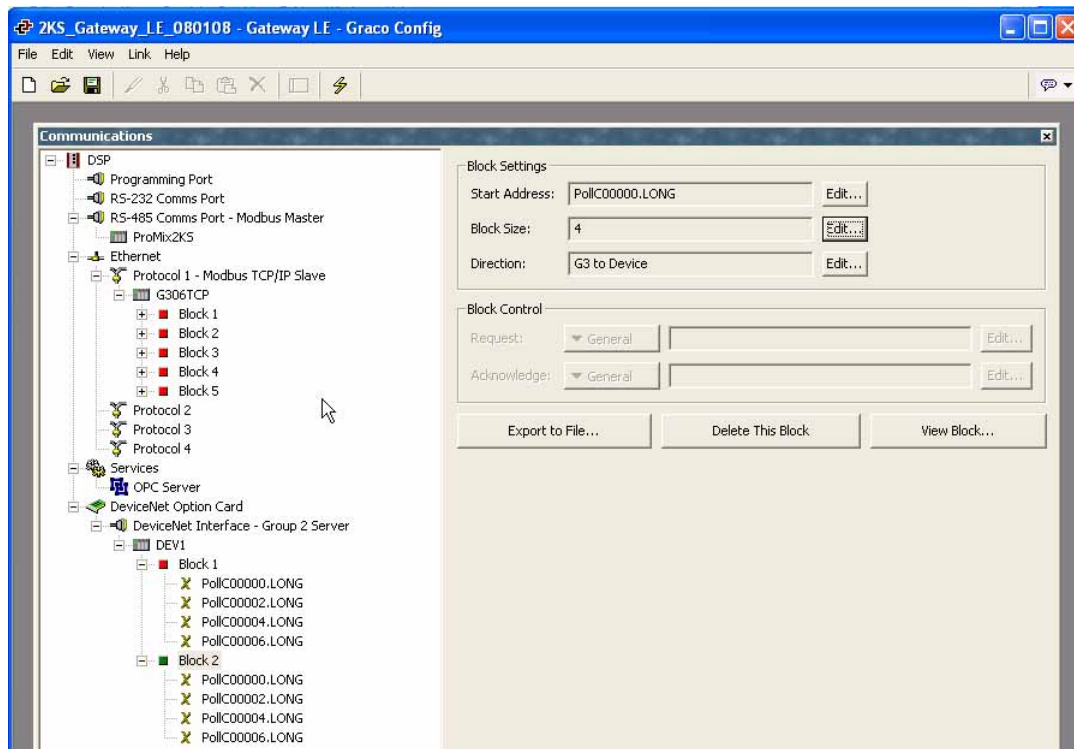 2KS_Gateway_LE_080108 - Gateway LE - Graco Config
File Edit View Link Help
Communications
DSP
Programming Port
RS-232 Comms Port
RS-485 Comms Port - Modbus Master
ProMix2KS
Ethernet
Protocol 1 - Modbus TCP/IP Slave
G306TCP
Block 1
Block 2
Block 3
Block 4
Block 5
Protocol 2
Protocol 3
Protocol 4
Services
OPC Server
DeviceNet Option Card
DeviceNet Interface - Group 2 Server
DEV1
Block 1
PollC00000.LONG
PollC00002.LONG
PollC00004.LONG
PollC00006.LONG
Block 2
PollC00000.LONG
PollC00002.LONG
PollC00004.LONG
PollC00006.LONG
Block Settings
Start Address: PollC00000.LONG Edit...
Block Size: 4 Edit...
Direction: G3 to Device Edit...
Block Control
Request: General Edit...
Acknowledge: General Edit...
Export to File... Delete This Block View Block...